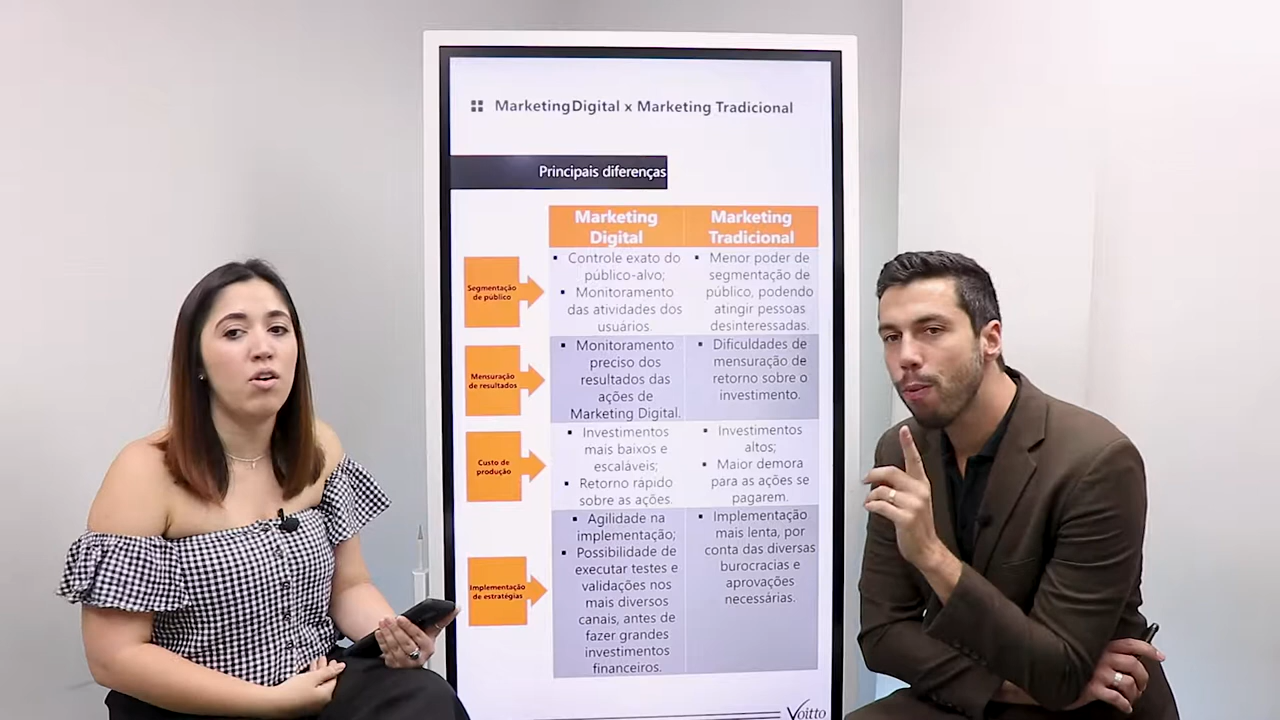 Marketing Digital x Marketing Tradicional
Principais diferenças
Marketing
Digital
Marketing
Tradicional
Segmentação
de público
▪ Controle exato do
público-alvo;
▪ Monitoramento
das atividades dos
usuários.
▪ Menor poder de
segmentação de
público, podendo
atingir pessoas
desinteressadas.
Mensuração
de resultados
▪ Monitoramento
preciso dos
resultados das
ações de
Marketing Digital.
▪ Dificuldades de
mensuração de
retorno sobre o
investimento.
Custo de
produção
▪ Investimentos
mais baixos e
escaláveis;
▪ Retorno rápido
sobre as ações.
▪ Investimentos
altos;
▪ Maior demora
para as ações se
pagarem.
Implementação
de estratégias
▪ Agilidade na
implementação;
▪ Possibilidade de
executar testes e
validações nos
mais diversos
canais, antes de
fazer grandes
investimentos
financeiros.
▪ Implementação
mais lenta, por
conta das diversas
burocracias e
aprovações
necessárias.
Voitto